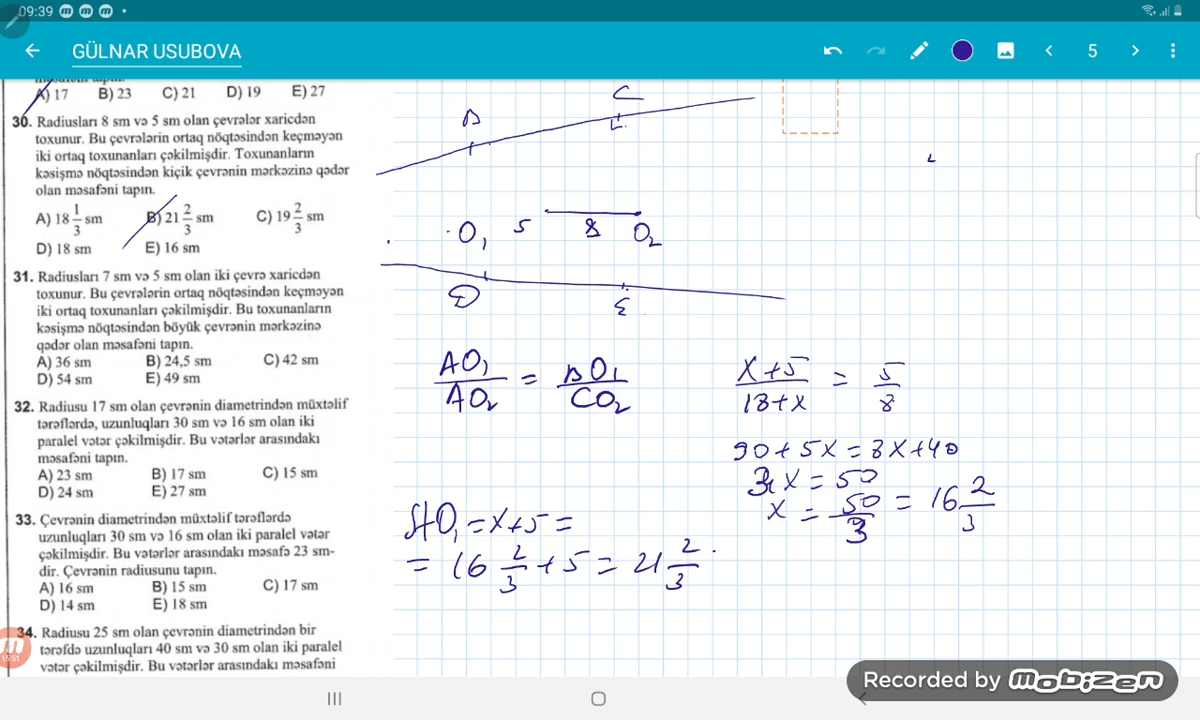 09:39
GÜLNAR USUBOVA
5
A) 17 B) 23 C) 21 D) 19 E) 27
30. Radiusları 8 sm və 5 sm olan çevrələr xaricdən
toxunur. Bu çevrələrin ortaq nöqtəsindən keçməyən
iki ortaq toxunanları çəkilmişdir. Toxunanların
kəsişmə nöqtəsindən kiçik çevrənin mərkəzinə qədər
olan məsafəni tapın.
A) 18 1/3 sm B) 21 2/3 sm C) 19 2/3 sm
D) 18 sm E) 16 sm
31. Radiusları 7 sm və 5 sm olan iki çevrə xaricdən
toxunur. Bu çevrələrin ortaq nöqtəsindən keçməyən
iki ortaq toxunanları çəkilmişdir. Bu toxunanların
kəsişmə nöqtəsindən böyük çevrənin mərkəzinə
qədər olan məsafəni tapın.
A) 36 sm B) 24,5 sm C) 42 sm
D) 54 sm E) 49 sm
32. Radiusu 17 sm olan çevrənin diametrindən müxtəlif
tərəflərdə, uzunluqları 30 sm və 16 sm olan iki
paralel vətər çəkilmişdir. Bu vətərlər arasındakı
məsafəni tapın.
A) 23 sm B) 17 sm C) 15 sm
D) 24 sm E) 27 sm
33. Çevrənin diametrindən müxtəlif tərəflərdə
uzunluqları 30 sm və 16 sm olan iki paralel vətər
çəkilmişdir. Bu vətərlər arasındakı məsafə 23 sm-
dir. Çevrənin radiusunu tapın.
A) 16 sm B) 15 sm C) 17 sm
D) 14 sm E) 18 sm
34. Radiusu 25 sm olan çevrənin diametrindən bir
tərəfdə uzunluqları 40 sm və 30 sm olan iki paralel
vətər çəkilmişdir. Bu vətərlər arasındakı məsafəni
C
O₁ 5 8 O₂
D E
AO₁/AO₂ = BO₁/CO₂
x+5/18+x = 5/8
90+5x=8x+40
3x=50
x = 50/3 = 16 2/3
AO₁=x+5=
= 16 2/3 +5=21 2/3
Recorded by mobizen